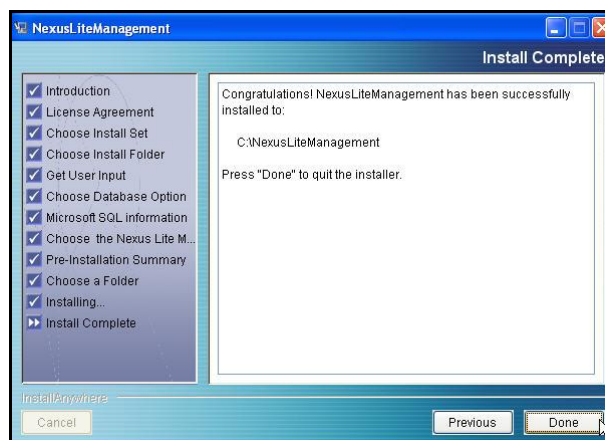 NexusLiteManagement
Install Complete
Introduction
License Agreement
Choose Install Set
Choose Install Folder
Get User Input
Choose Database Option
Microsoft SQL information
Choose the Nexus Lite M...
Pre-Installation Summary
Choose a Folder
Installing...
Install Complete
Congratulations! NexusLiteManagement has been successfully
installed to:
C:\NexusLiteManagement
Press "Done" to quit the installer.
InstallAnywhere
Cancel
Previous
Done